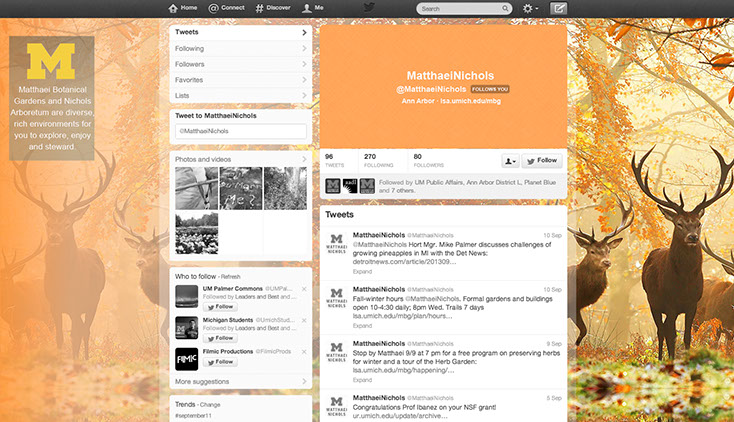 Home
@ Connect
# Discover
Me
Search
M
Matthaei Botanical
Gardens and Nichols
Arboretum are diverse,
rich environments for
you to explore, enjoy
and steward.
Tweets
Following
Followers
Favorites
Lists
Tweet to MatthaeiNichols
@MatthaeiNichols
Photos and videos
Who to follow · Refresh
UM Palmer Commons @UMPal...
Followed by Leaders and Best and ...
Follow
Michigan Students @UmichStud...
Followed by Leaders and Best and ...
Follow
FILMIC
Filmic Productions @FilmicProds
Follow
More suggestions
Trends · Change
#september11
MatthaeiNichols
@MatthaeiNichols FOLLOWS YOU
Ann Arbor · lsa.umich.edu/mbg
96
TWEETS
270
FOLLOWING
80
FOLLOWERS
Follow
aadl
Followed by UM Public Affairs, Ann Arbor District L, Planet Blue
and 7 others.
Tweets
MatthaeiNichols @MatthaeiNichols 10 Sep
@MatthaeiNichols Hort Mgr. Mike Palmer discusses challenges of
growing pineapples in MI with the Det News:
detroitnews.com/article/201309...
Expand
MatthaeiNichols @MatthaeiNichols 10 Sep
Fall-winter hours @MatthaeiNichols. Formal gardens and buildings
open 10-4:30 daily; 8pm Wed. Trails 7 days
lsa.umich.edu/mbg/plan/hours...
Expand
MatthaeiNichols @MatthaeiNichols 9 Sep
Stop by Matthaei 9/9 at 7 pm for a free program on preserving herbs
for winter and a tour of the Herb Garden:
lsa.umich.edu/mbg/happening/...
Expand
MatthaeiNichols @MatthaeiNichols 5 Sep
Congratulations Prof Ibanez on your NSF grant!
ur.umich.edu/update/archive...